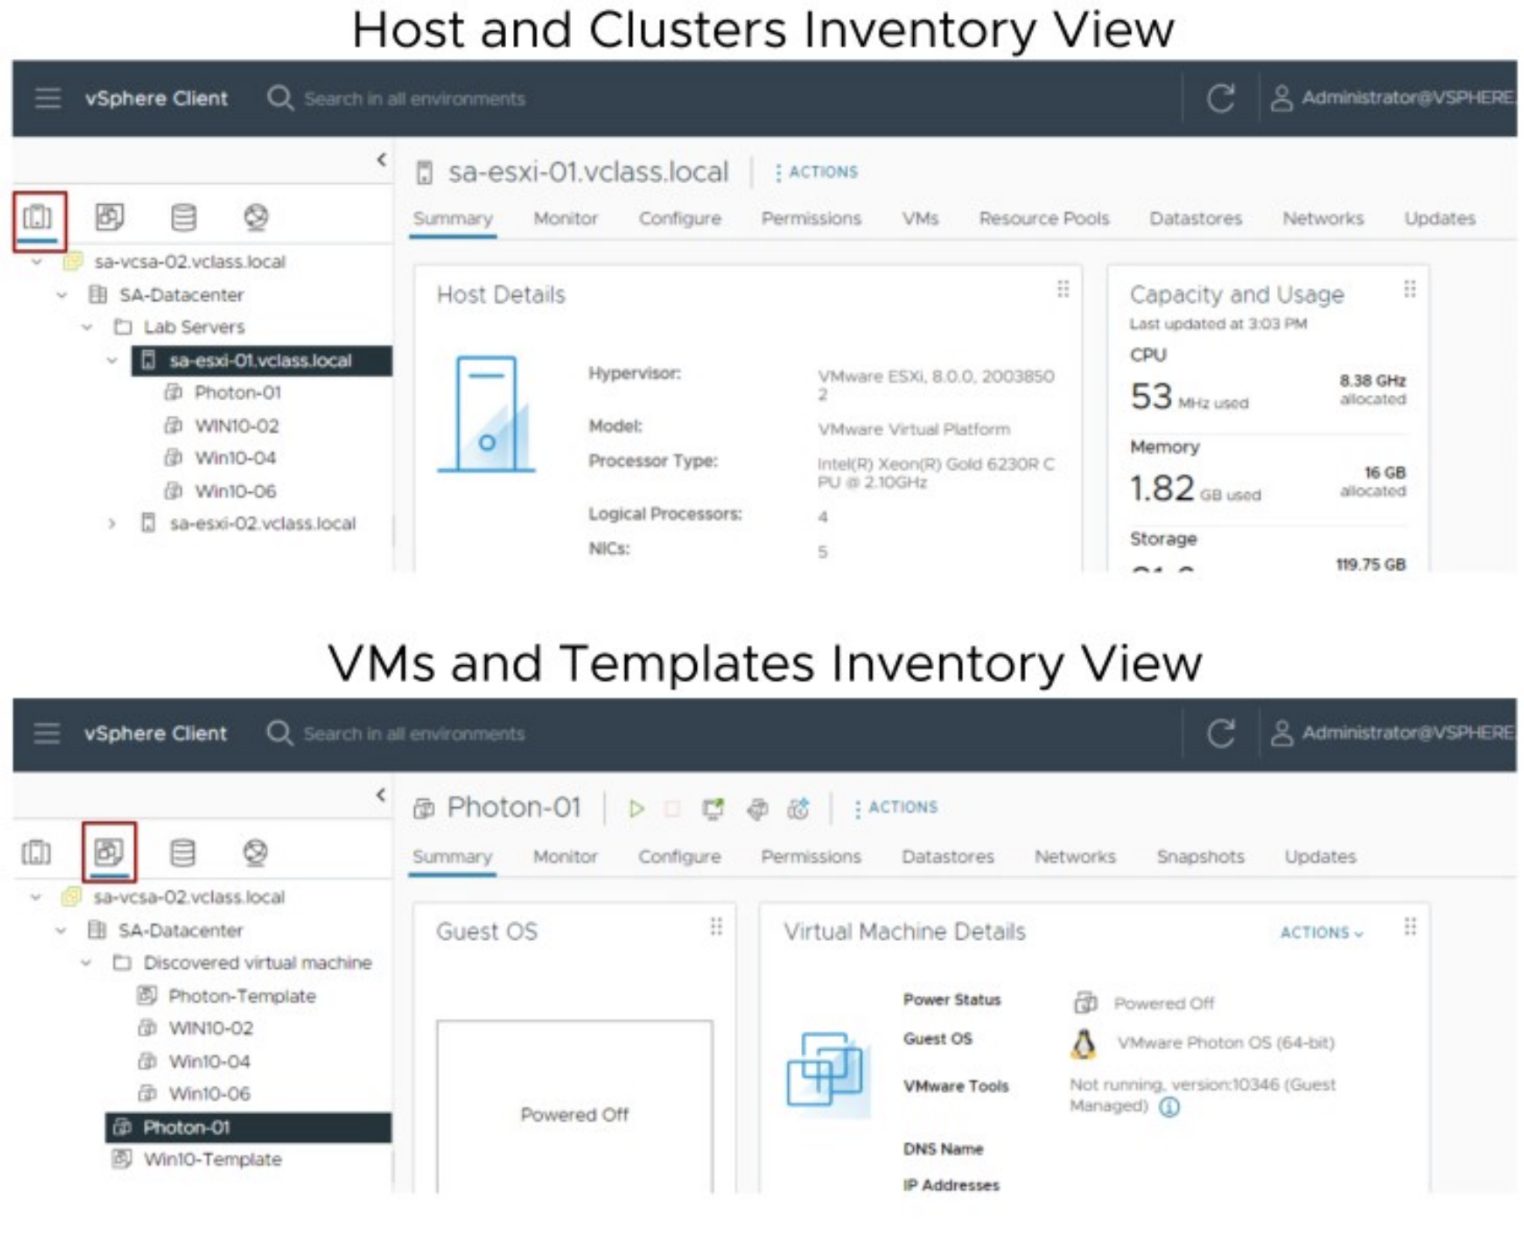 Host and Clusters Inventory View
vSphere Client
Search in all environments
Administrator@VSPHERE.
sa-esxi-01.vclass.local
ACTIONS
Summary Monitor Configure Permissions VMs Resource Pools Datastores Networks Updates
sa-vcsa-02.vclass.local
SA-Datacenter
Lab Servers
sa-esxi-01.vclass.local
Photon-01
WIN10-02
Win10-04
Win10-06
sa-esxi-02.vclass.local
Host Details
Hypervisor: VMware ESXi, 8.0.0, 2003850
2
Model: VMware Virtual Platform
Processor Type: Intel(R) Xeon(R) Gold 6230R C
PU @ 2.10GHz
Logical Processors: 4
NICs: 5
Capacity and Usage
Last updated at 3:03 PM
CPU
53 MHz used
8.38 GHz
allocated
Memory
1.82 GB used
16 GB
allocated
Storage
119.75 GB
VMs and Templates Inventory View
vSphere Client
Search in all environments
Administrator@VSPHERE.
Photon-01
ACTIONS
Summary Monitor Configure Permissions Datastores Networks Snapshots Updates
sa-vcsa-02.vclass.local
SA-Datacenter
Discovered virtual machine
Photon-Template
WIN10-02
Win10-04
Win10-06
Photon-01
Win10-Template
Guest OS
Powered Off
Virtual Machine Details
ACTIONS
Power Status Powered Off
Guest OS VMware Photon OS (64-bit)
VMware Tools Not running, version:10346 (Guest
Managed)
DNS Name
IP Addresses